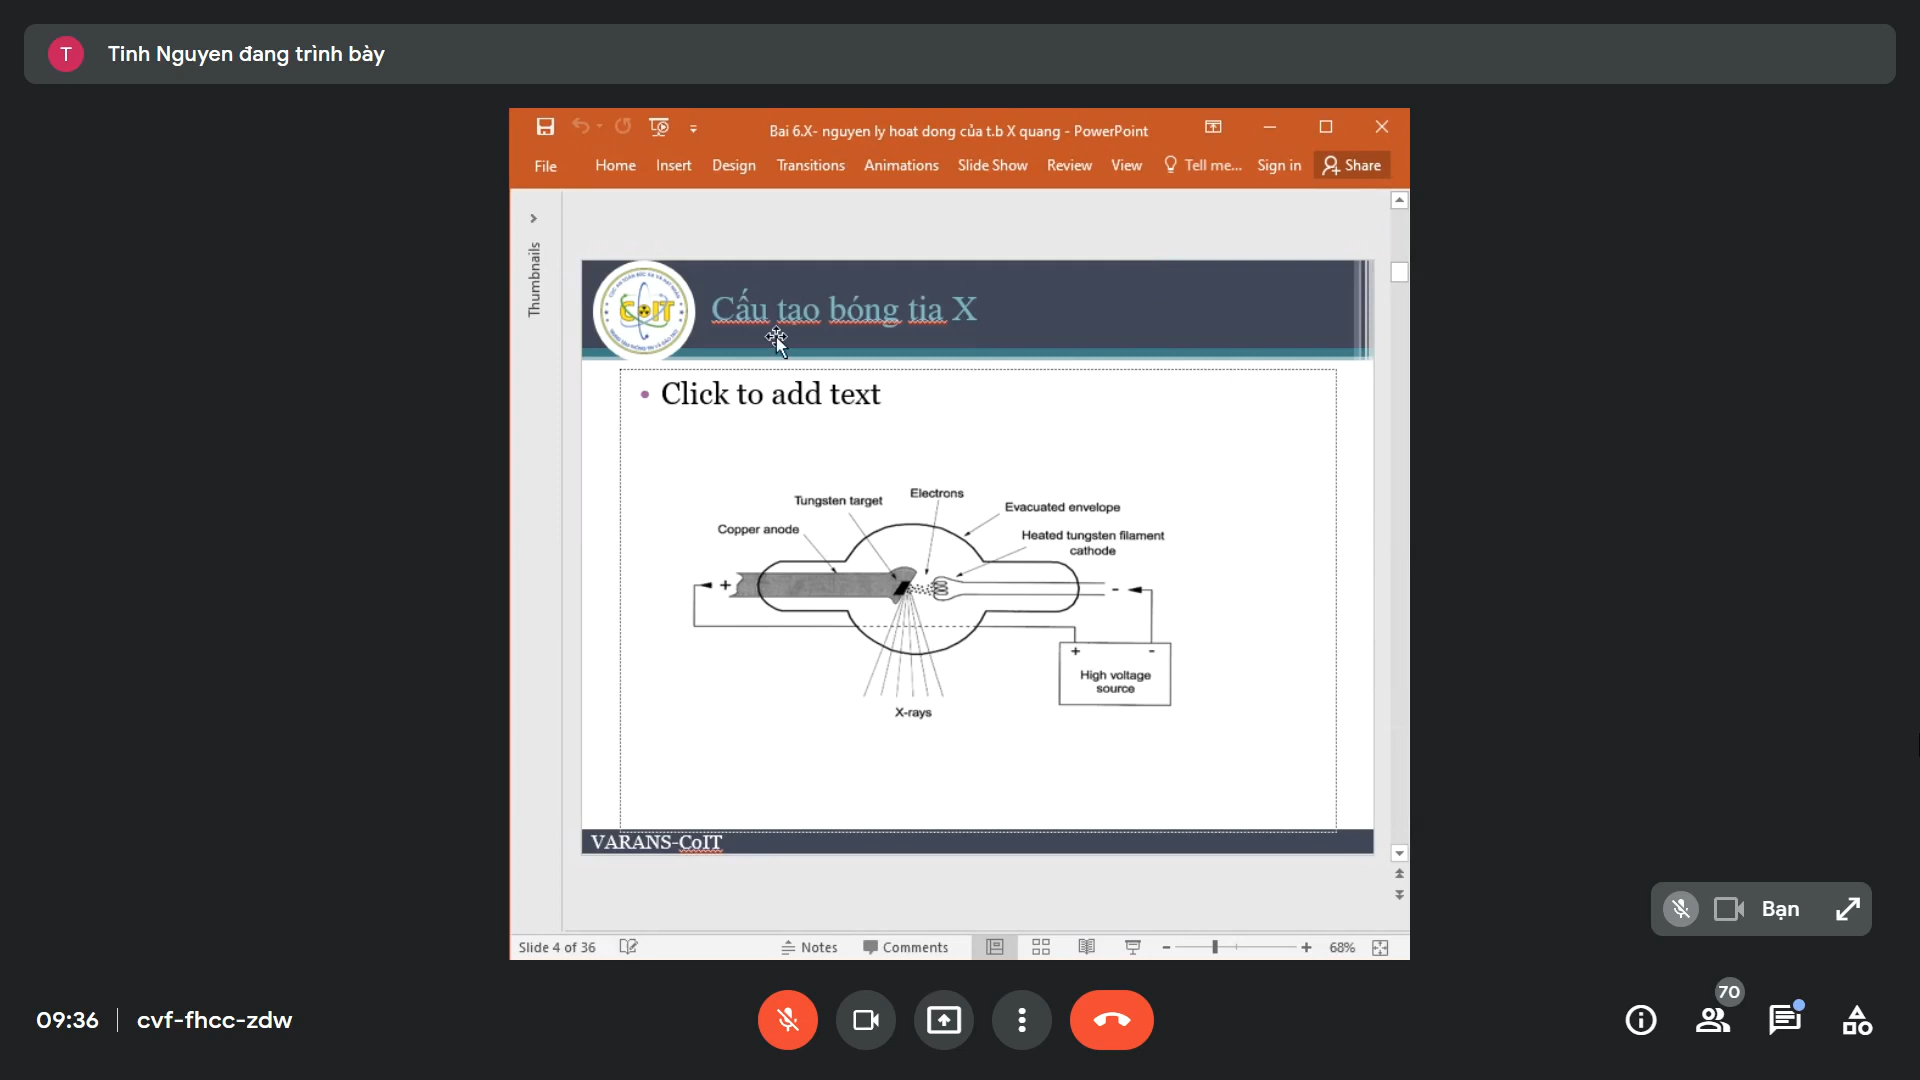 T Tinh Nguyen đang trình bày
Bai 6.X- nguyen ly hoat dong của t.b X quang - PowerPoint
File Home Insert Design Transitions Animations Slide Show Review View Tell me... Sign in Share
Thumbnails
CoIT
Cấu tạo bóng tia X
• Click to add text
Electrons
Tungsten target
Evacuated envelope
Copper anode
Heated tungsten filament
cathode
+ -
+ -
High voltage
source
X-rays
VARANS-CoIT
Bạn
Slide 4 of 36 Notes Comments 68%
70
09:36 cvf-fhcc-zdw